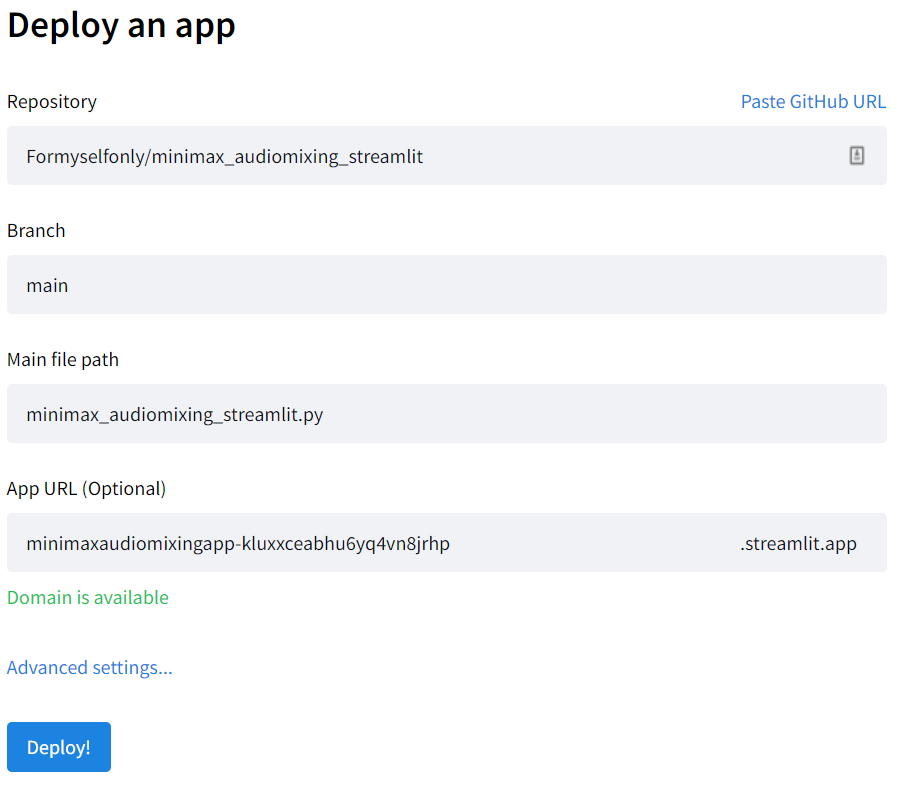 Deploy an app
Repository
Paste GitHub URL
Formyselfonly/minimax_audiomixing_streamlit
Branch
main
Main file path
minimax_audiomixing_streamlit.py
App URL (Optional)
minimaxaudiomixingapp-kluxxceabhu6yq4vn8jrhp
.streamlit.app
Domain is available
Advanced settings...
Deploy!